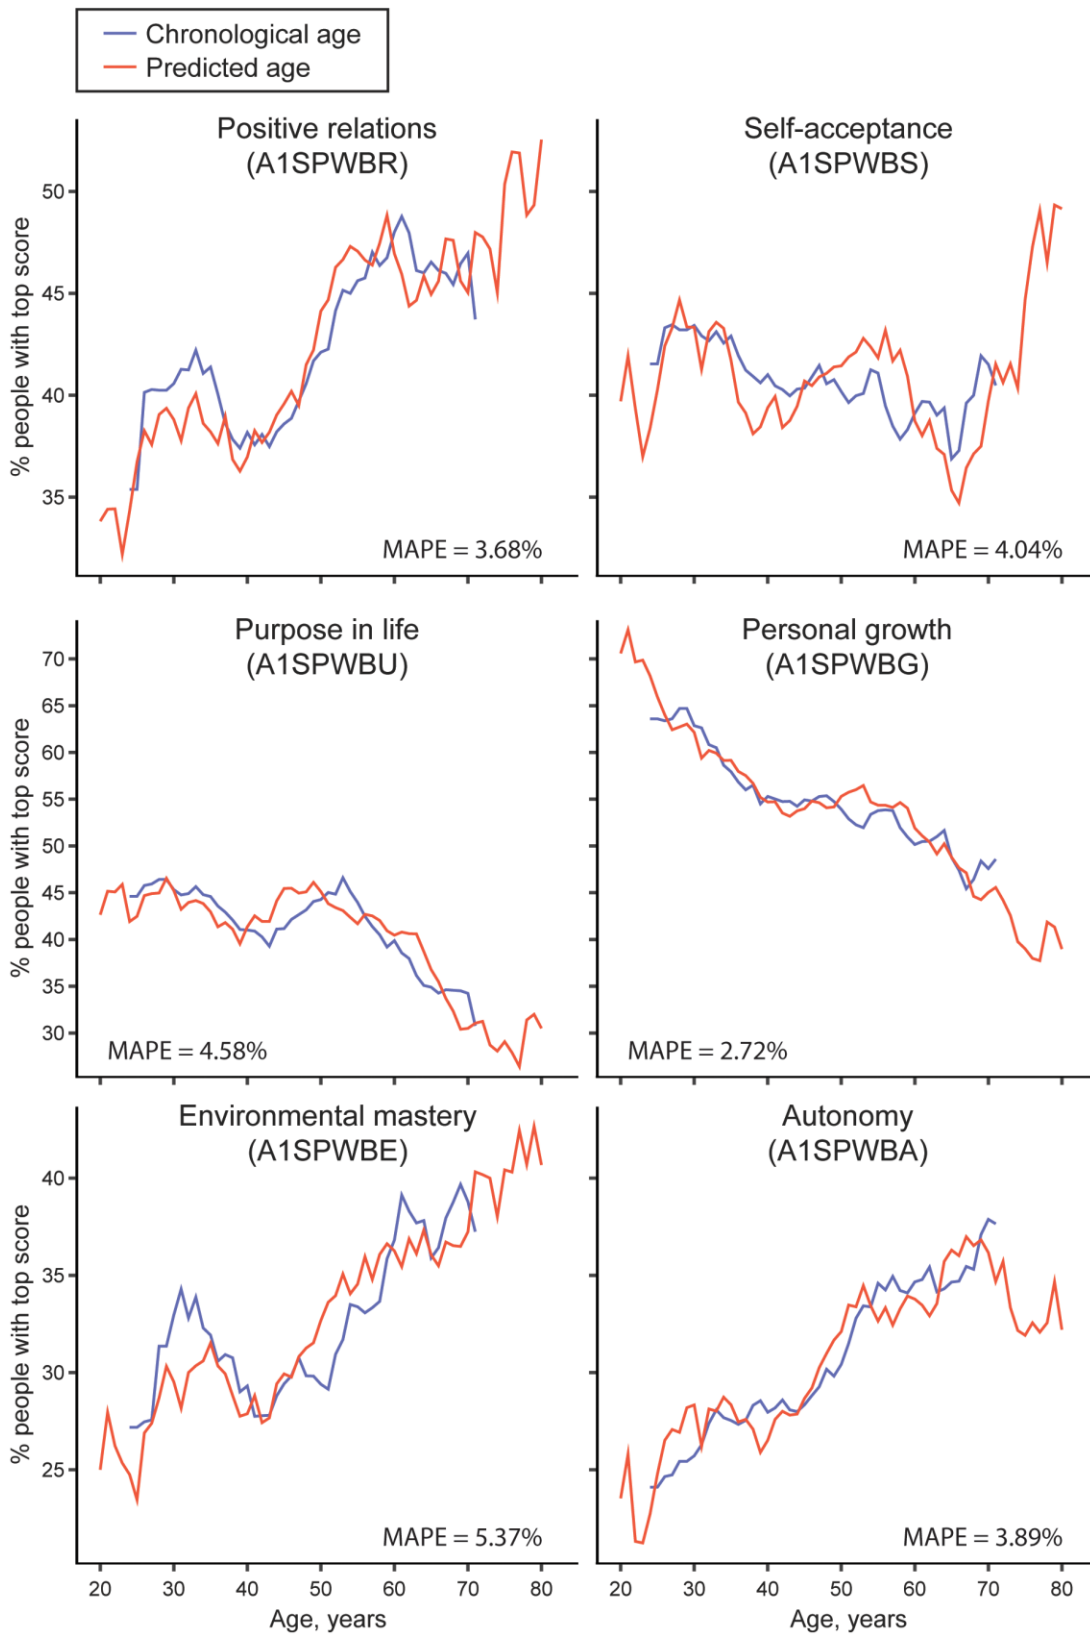 Chronological age
Predicted age
Positive relations
(A1SPWBR)
% people with top score
50
45
40
35
MAPE = 3.68%
Self-acceptance
(A1SPWBS)
MAPE = 4.04%
Purpose in life
(A1SPWBU)
% people with top score
70
65
60
55
50
45
40
35
30
MAPE = 4.58%
Personal growth
(A1SPWBG)
MAPE = 2.72%
Environmental mastery
(A1SPWBE)
% people with top score
40
35
30
25
MAPE = 5.37%
20 30 40 50 60 70 80
Age, years
Autonomy
(A1SPWBA)
MAPE = 3.89%
20 30 40 50 60 70 80
Age, years